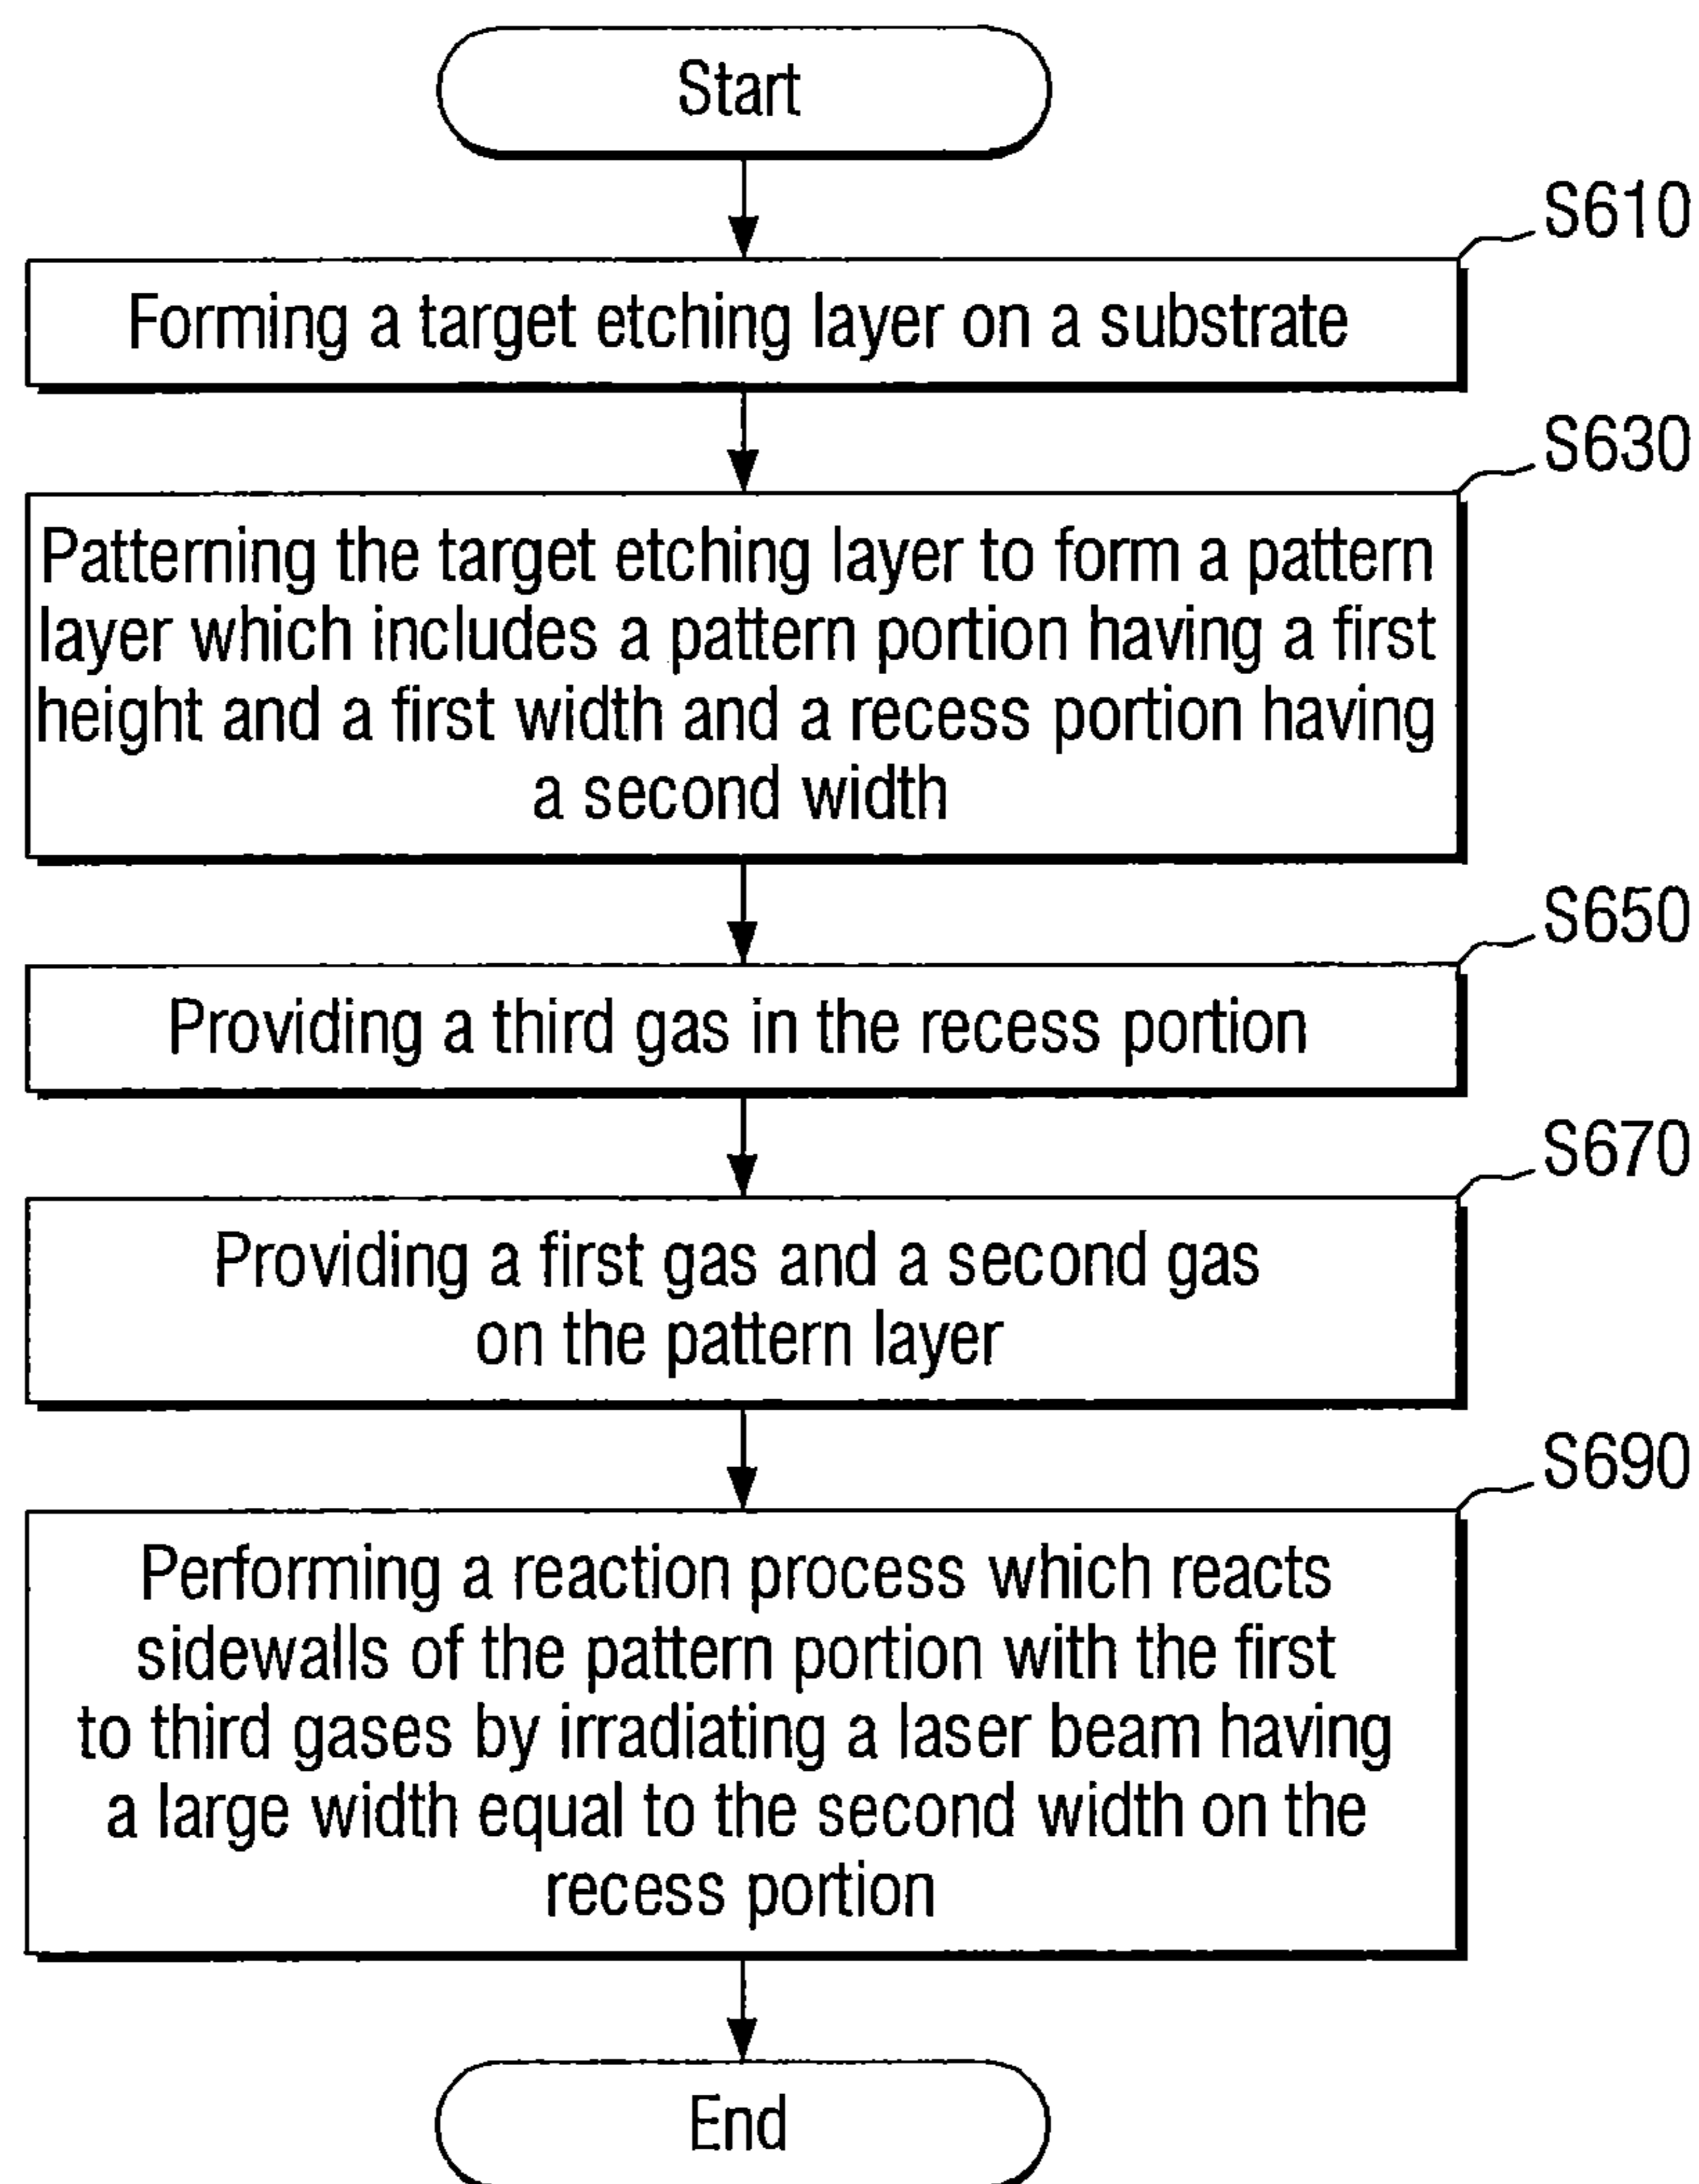 Start
S610
Forming a target etching layer on a substrate
S630
Patterning the target etching layer to form a pattern
layer which includes a pattern portion having a first
height and a first width and a recess portion having
a second width
S650
Providing a third gas in the recess portion
S670
Providing a first gas and a second gas
on the pattern layer
S690
Performing a reaction process which reacts
sidewalls of the pattern portion with the first
to third gases by irradiating a laser beam having
a large width equal to the second width on the
recess portion
End